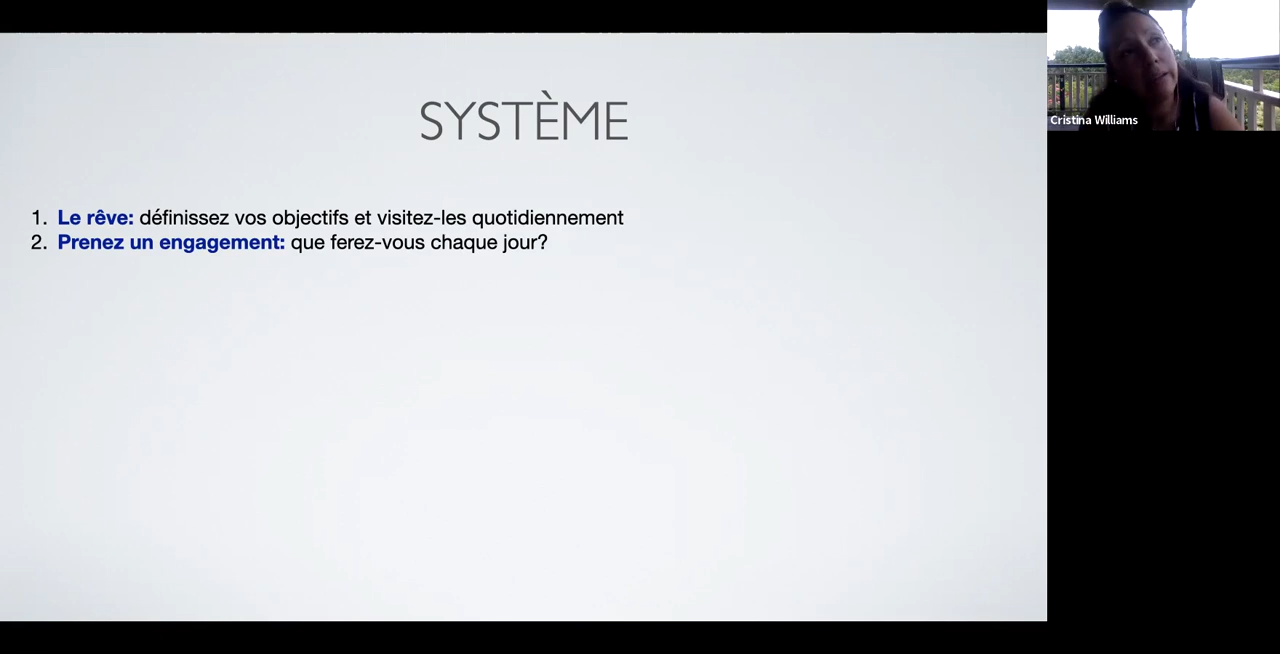 SYSTÈME
1. Le rêve: définissez vos objectifs et visitez-les quotidiennement
2. Prenez un engagement: que ferez-vous chaque jour?
Cristina Williams